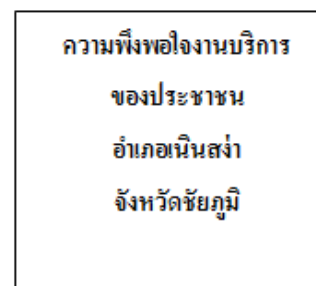 ความพึงพอใจงานบริการ
ของประชาชน
อำเภอเนินสง่า
จังหวัดชัยภูมิ